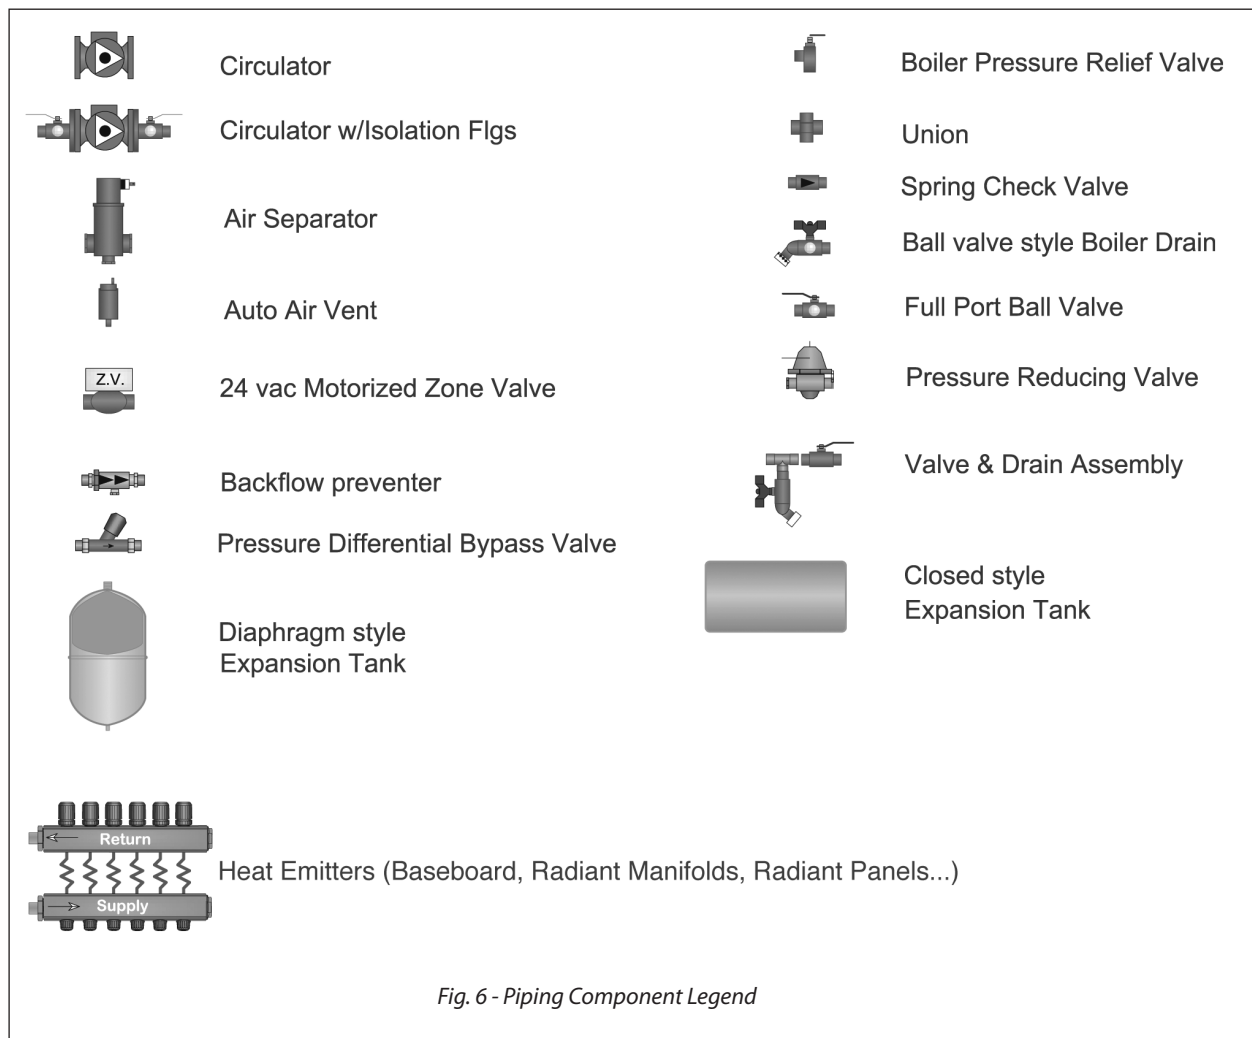 Circulator
Circulator w/Isolation Flgs
Air Separator
Auto Air Vent
Z.V.
24 vac Motorized Zone Valve
Backflow preventer
Pressure Differential Bypass Valve
Diaphragm style
Expansion Tank
Boiler Pressure Relief Valve
Union
Spring Check Valve
Ball valve style Boiler Drain
Full Port Ball Valve
Pressure Reducing Valve
Valve & Drain Assembly
Closed style
Expansion Tank
Return
Supply
Heat Emitters (Baseboard, Radiant Manifolds, Radiant Panels...)
Fig. 6 - Piping Component Legend